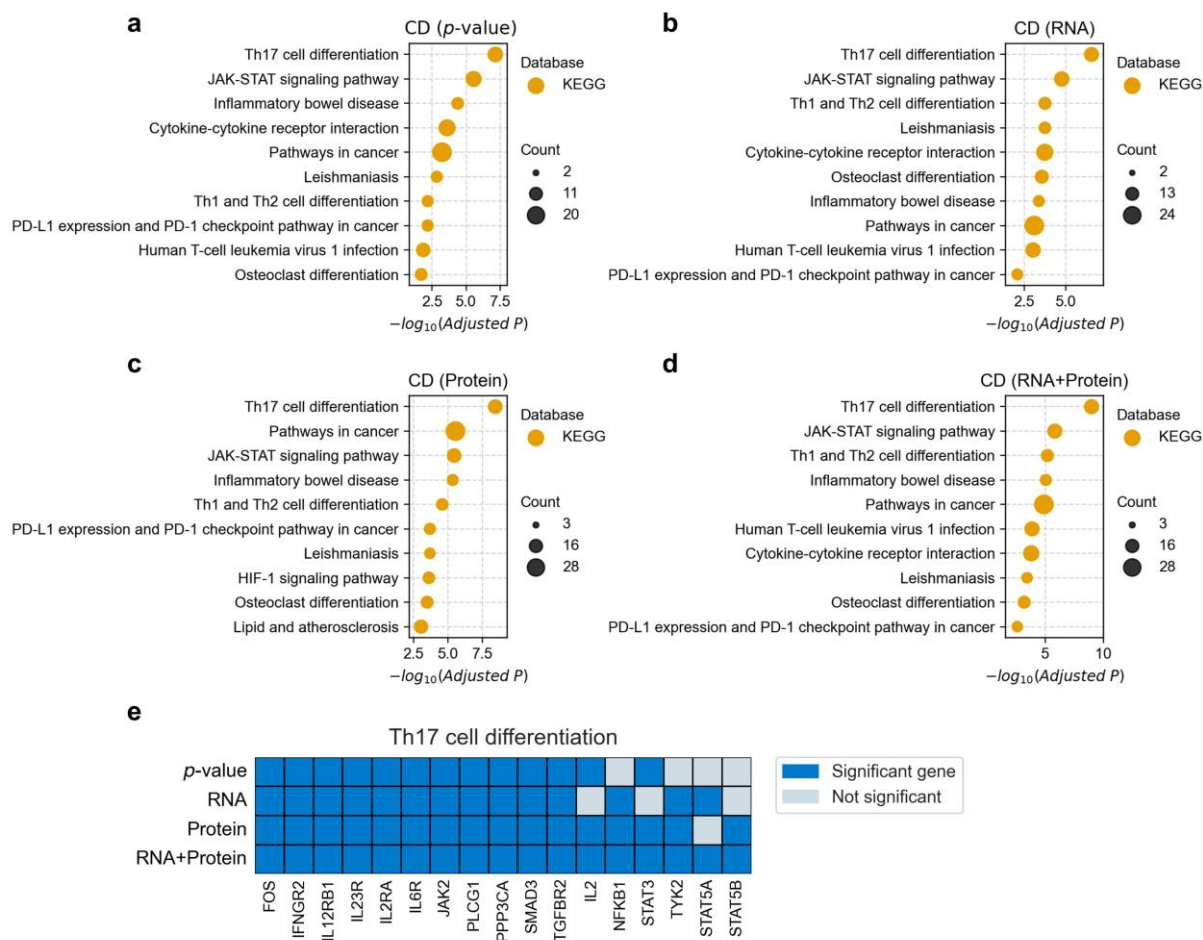 a
CD (p-value)
Th17 cell differentiation
JAK-STAT signaling pathway
Inflammatory bowel disease
Cytokine-cytokine receptor interaction
Pathways in cancer
Leishmaniasis
Th1 and Th2 cell differentiation
PD-L1 expression and PD-1 checkpoint pathway in cancer
Human T-cell leukemia virus 1 infection
Osteoclast differentiation
2.5 5.0 7.5
−log10(Adjusted P)
Database
KEGG
Count
2
11
20
b
CD (RNA)
Th17 cell differentiation
JAK-STAT signaling pathway
Th1 and Th2 cell differentiation
Leishmaniasis
Cytokine-cytokine receptor interaction
Osteoclast differentiation
Inflammatory bowel disease
Pathways in cancer
Human T-cell leukemia virus 1 infection
PD-L1 expression and PD-1 checkpoint pathway in cancer
2.5 5.0
−log10(Adjusted P)
Database
KEGG
Count
2
13
24
c
CD (Protein)
Th17 cell differentiation
Pathways in cancer
JAK-STAT signaling pathway
Inflammatory bowel disease
Th1 and Th2 cell differentiation
PD-L1 expression and PD-1 checkpoint pathway in cancer
Leishmaniasis
HIF-1 signaling pathway
Osteoclast differentiation
Lipid and atherosclerosis
2.5 5.0 7.5
−log10(Adjusted P)
Database
KEGG
Count
3
16
28
d
CD (RNA+Protein)
Th17 cell differentiation
JAK-STAT signaling pathway
Th1 and Th2 cell differentiation
Inflammatory bowel disease
Pathways in cancer
Human T-cell leukemia virus 1 infection
Cytokine-cytokine receptor interaction
Leishmaniasis
Osteoclast differentiation
PD-L1 expression and PD-1 checkpoint pathway in cancer
5 10
−log10(Adjusted P)
Database
KEGG
Count
3
16
28
e
Th17 cell differentiation
p-value
RNA
Protein
RNA+Protein
FOS
IFNGR2
IL12RB1
IL23R
IL2RA
IL6R
JAK2
PLCG1
PPP3CA
SMAD3
TGFBR2
IL2
NFKB1
STAT3
TYK2
STAT5A
STAT5B
Significant gene
Not significant